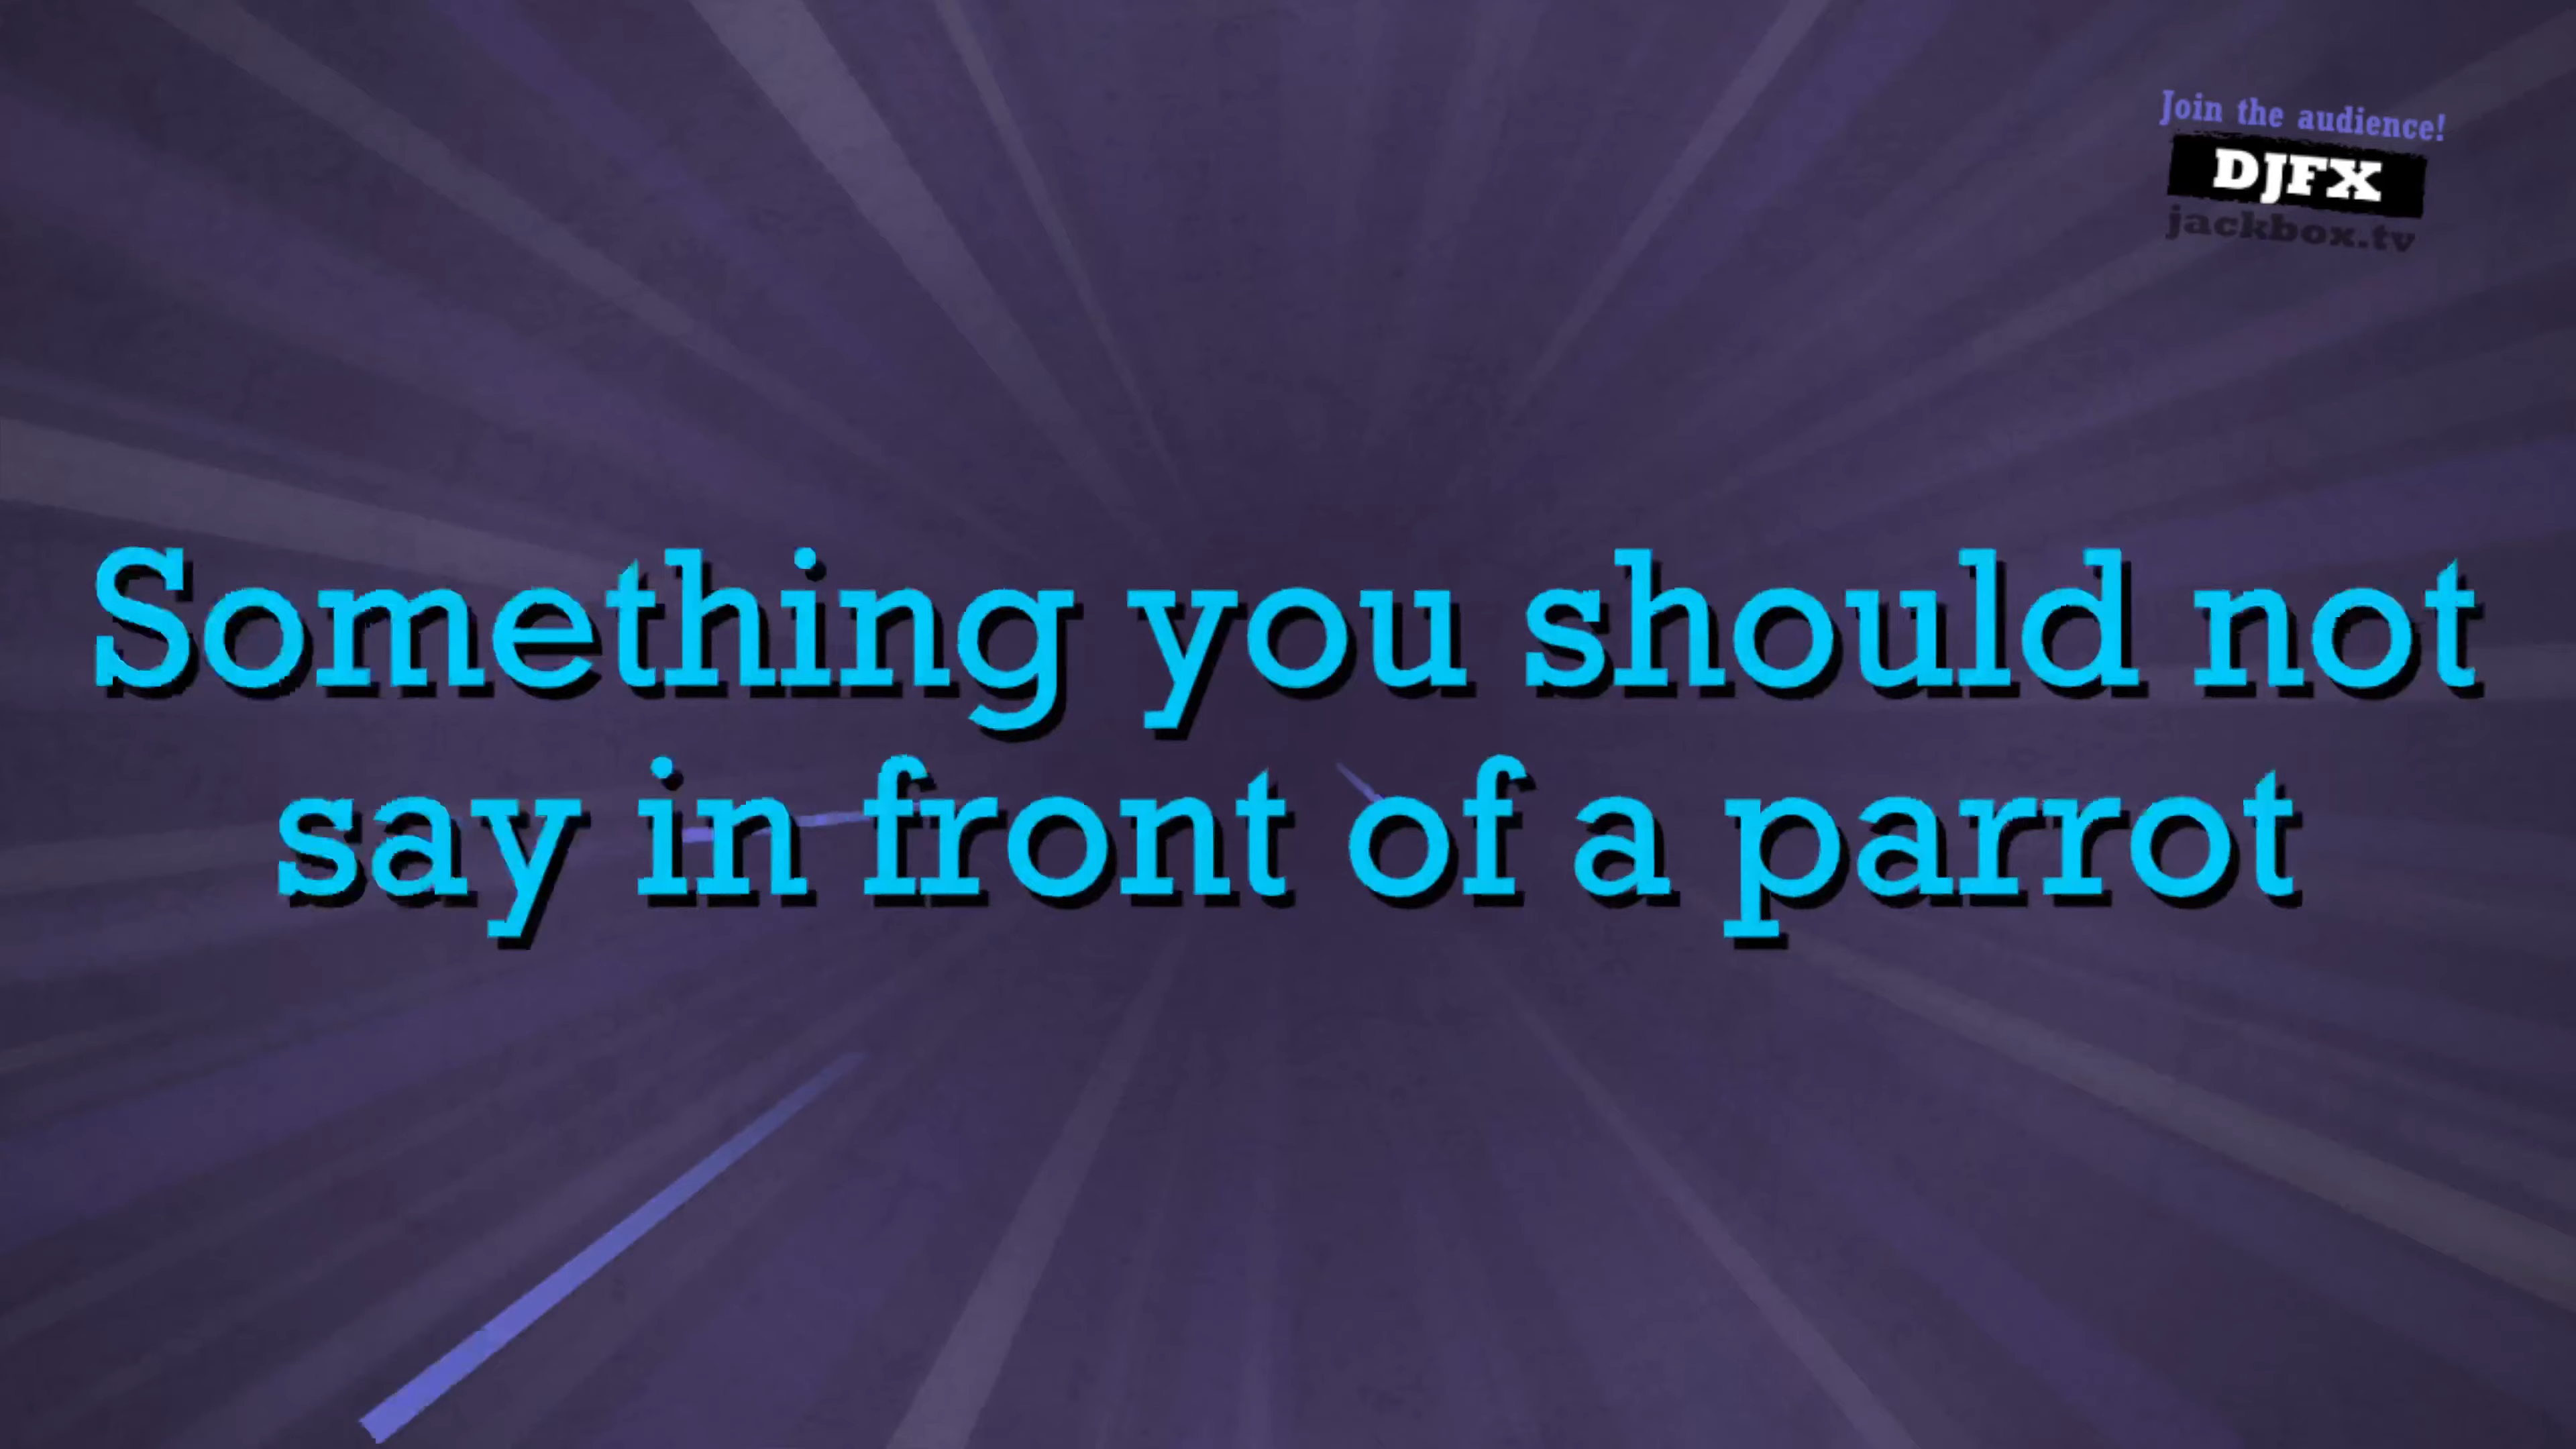 Join the audience!
DJFX
jackbox.tv
Something you should not
say in front of a parrot